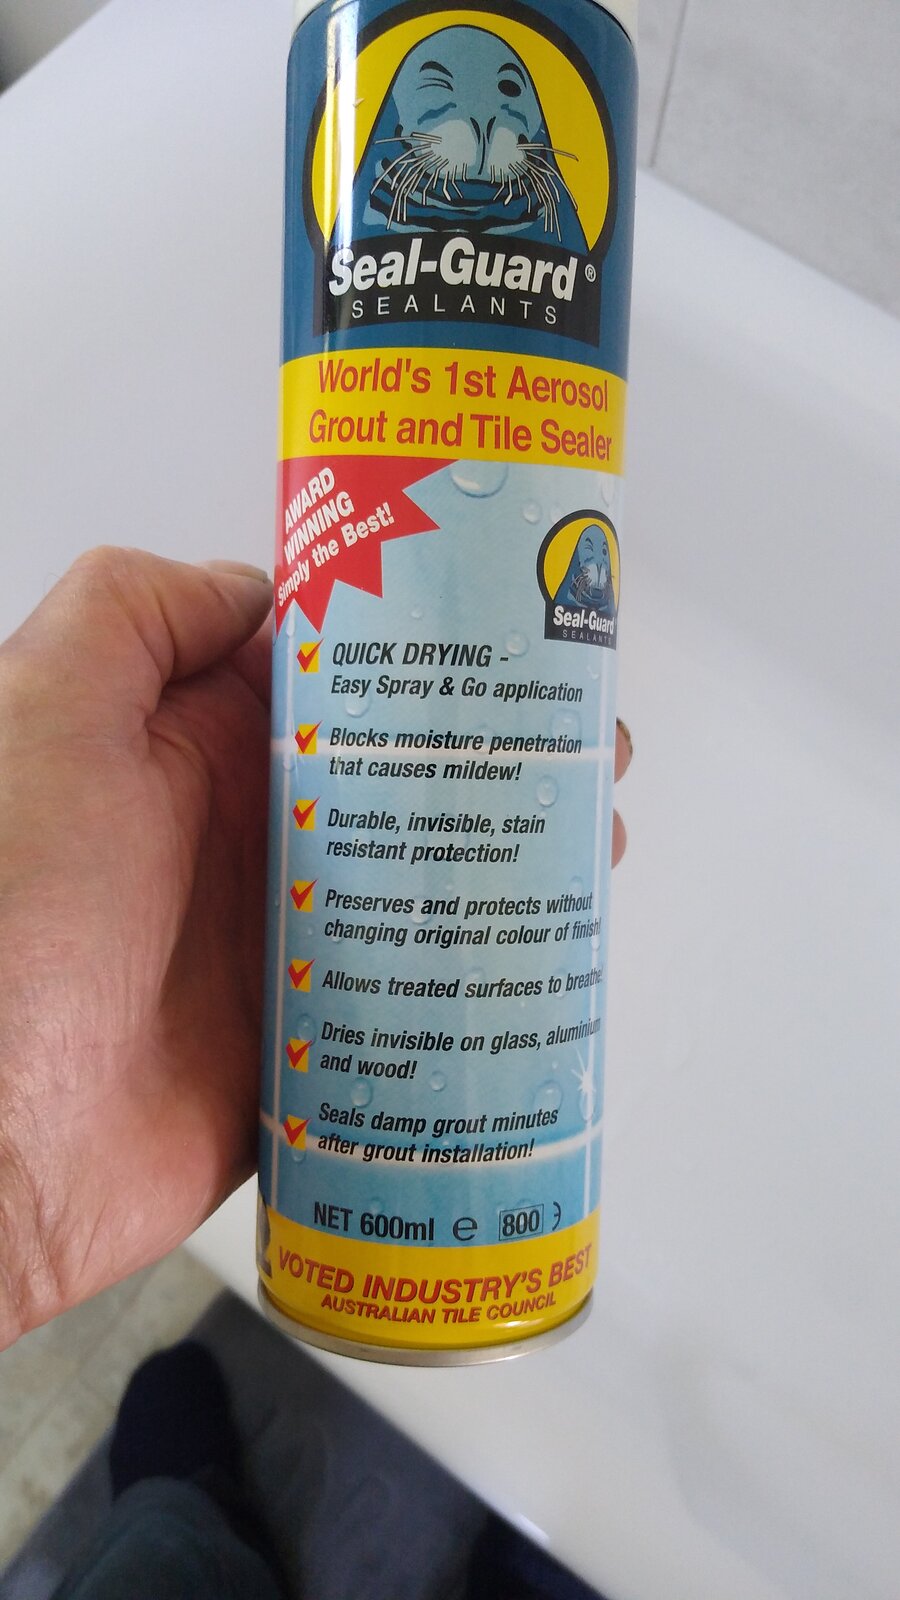 Seal-Guard®
SEALANTS
World's 1st Aerosol
Grout and Tile Sealer
AWARD
WINNING
Simply the Best!
Seal-Guard
SEALANTS
QUICK DRYING -
Easy Spray & Go application
Blocks moisture penetration
that causes mildew!
Durable, invisible, stain
resistant protection!
Preserves and protects without
changing original colour of finish!
Allows treated surfaces to breathe!
Dries invisible on glass, aluminium
and wood!
Seals damp grout minutes
after grout installation!
NET 600ml ℮ 800
VOTED INDUSTRY'S BEST
AUSTRALIAN TILE COUNCIL